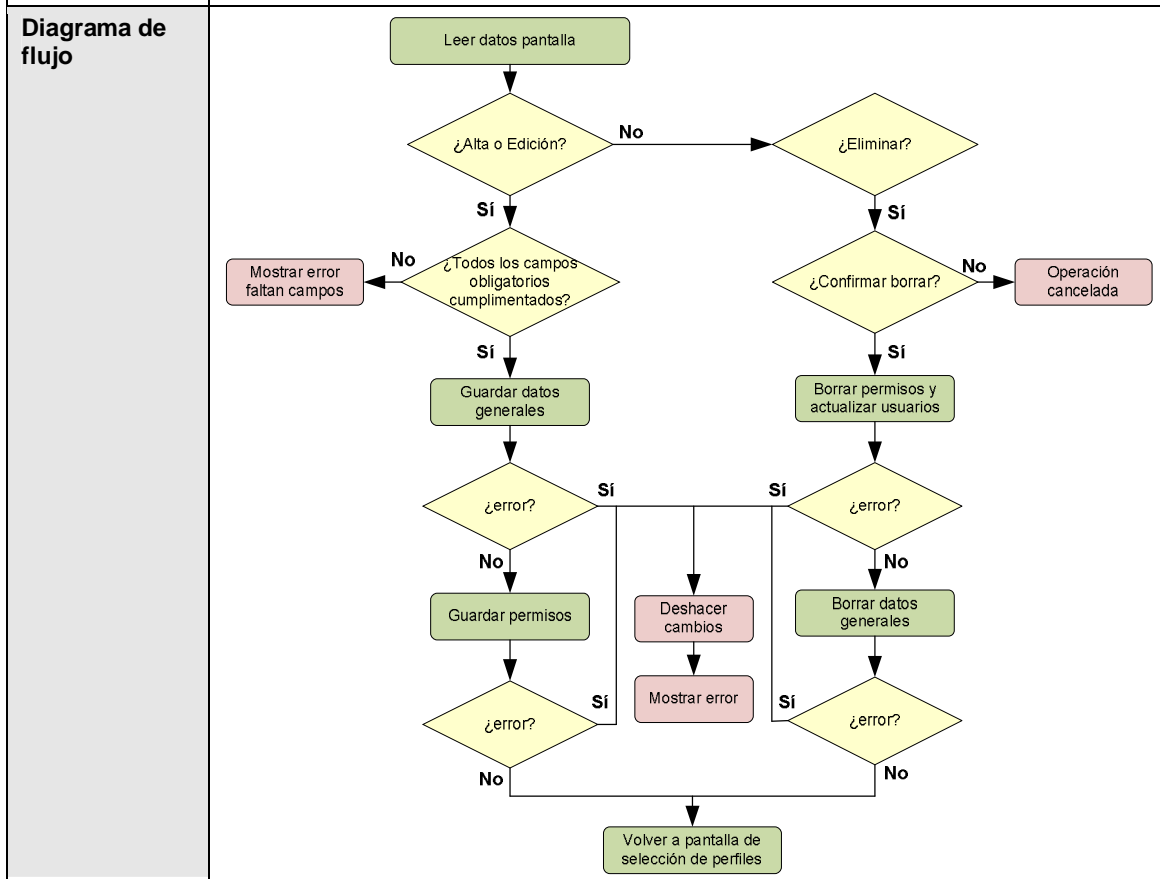 Diagrama de
flujo
Leer datos pantalla
¿Alta o Edición?
No
¿Eliminar?
Sí
Sí
¿Todos los campos
obligatorios
cumplimentados?
No
Mostrar error
faltan campos
¿Confirmar borrar?
No
Operación
cancelada
Sí
Sí
Guardar datos
generales
Borrar permisos y
actualizar usuarios
¿error?
Sí
Sí
¿error?
No
No
Guardar permisos
Deshacer
cambios
Borrar datos
generales
Mostrar error
¿error?
Sí
Sí
¿error?
No
No
Volver a pantalla de
selección de perfiles